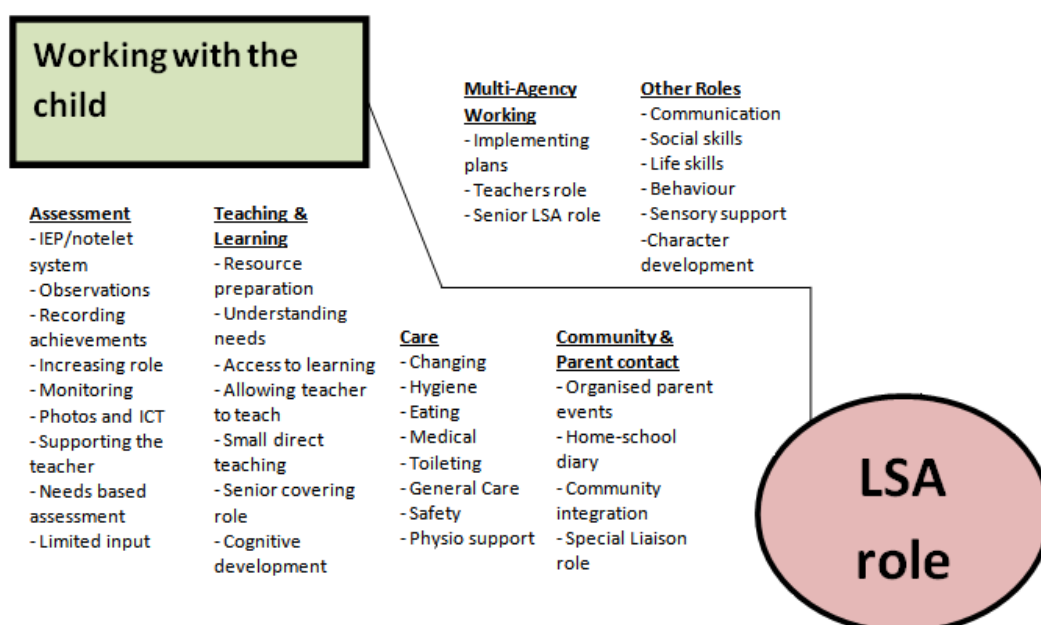 Working with the
child
Multi-Agency
Working
- Implementing
plans
- Teachers role
- Senior LSA role
Other Roles
- Communication
- Social skills
- Life skills
- Behaviour
- Sensory support
-Character
development
Assessment
- IEP/notelet
system
- Observations
- Recording
achievements
- Increasing role
- Monitoring
- Photos and ICT
- Supporting the
teacher
- Needs based
assessment
- Limited input
Teaching &
Learning
- Resource
preparation
- Understanding
needs
- Access to learning
- Allowing teacher
to teach
- Small direct
teaching
- Senior covering
role
- Cognitive
development
Care
- Changing
- Hygiene
- Eating
- Medical
- Toileting
- General Care
- Safety
- Physio support
Community &
Parent contact
- Organised parent
events
- Home-school
diary
- Community
integration
- Special Liaison
role
LSA
role